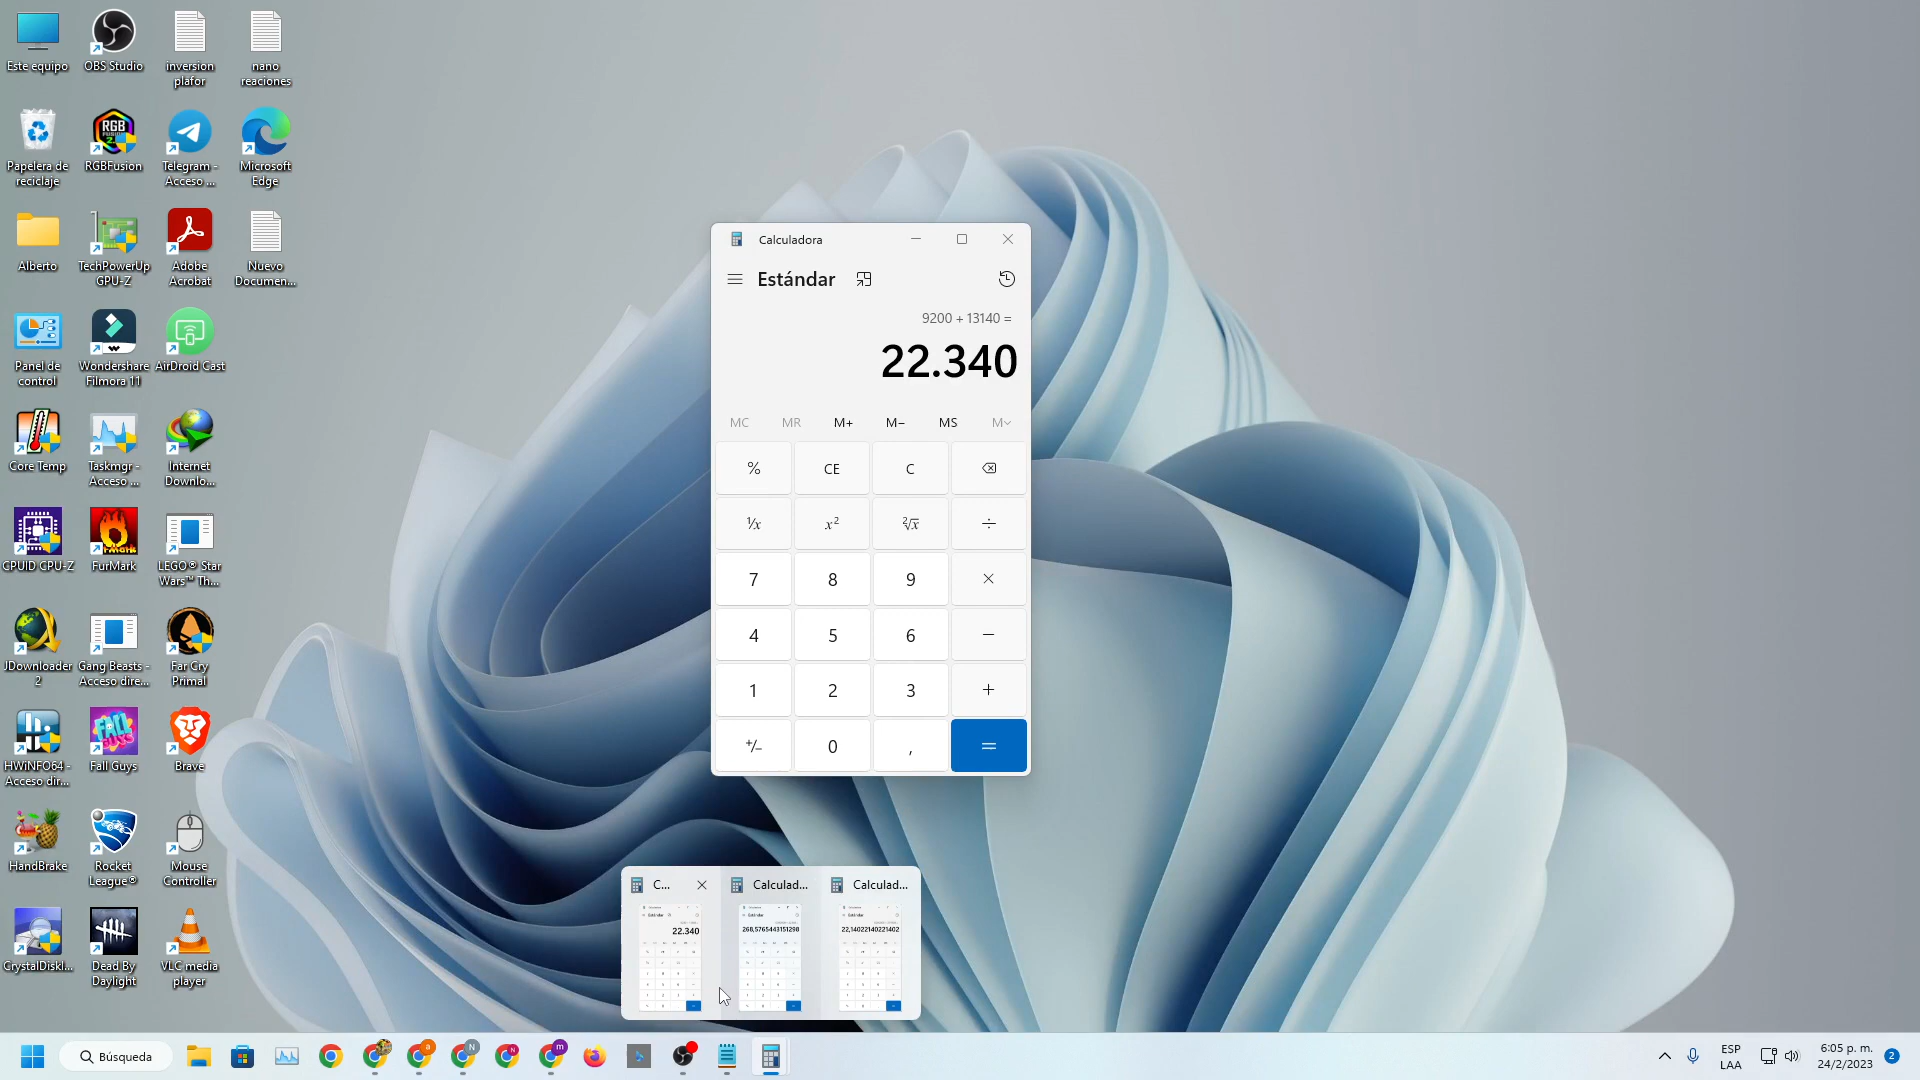 Este equipo
OBS Studio
inversion
plafor
nano
reaciones
Papelera de
reciclaje
RGBFusion
Telegram -
Acceso ...
Microsoft
Edge
Alberto
TechPowerUp
GPU-Z
Adobe
Acrobat
Nuevo
Documen...
Panel de
control
Wondershare
Filmora 11
AirDroid Cast
Core Temp
Taskmgr -
Acceso ...
Internet
Downlo...
CPUID CPU-Z
FurMark
LEGO® Star
Wars™ Th...
JDownloader
2
Gang Beasts -
Acceso dire...
Far Cry
Primal
HWiNFO64 -
Acceso dir...
Fall Guys
Brave
HandBrake
Rocket
League®
Mouse
Controller
CrystalDiskI...
Dead By
Daylight
VLC media
player
Calculadora
Estándar
9200 + 13140 =
22.340
MC MR M+ M− MS M
% CE C
⅟x x² ²√x ÷
7 8 9 ×
4 5 6 −
1 2 3 +
+/− 0 , =
C...
Calculad...
Calculad...
22.340
268,5765443151298
22,14022140221402
Búsqueda
ESP
LAA
6:05 p. m.
24/2/2023
2